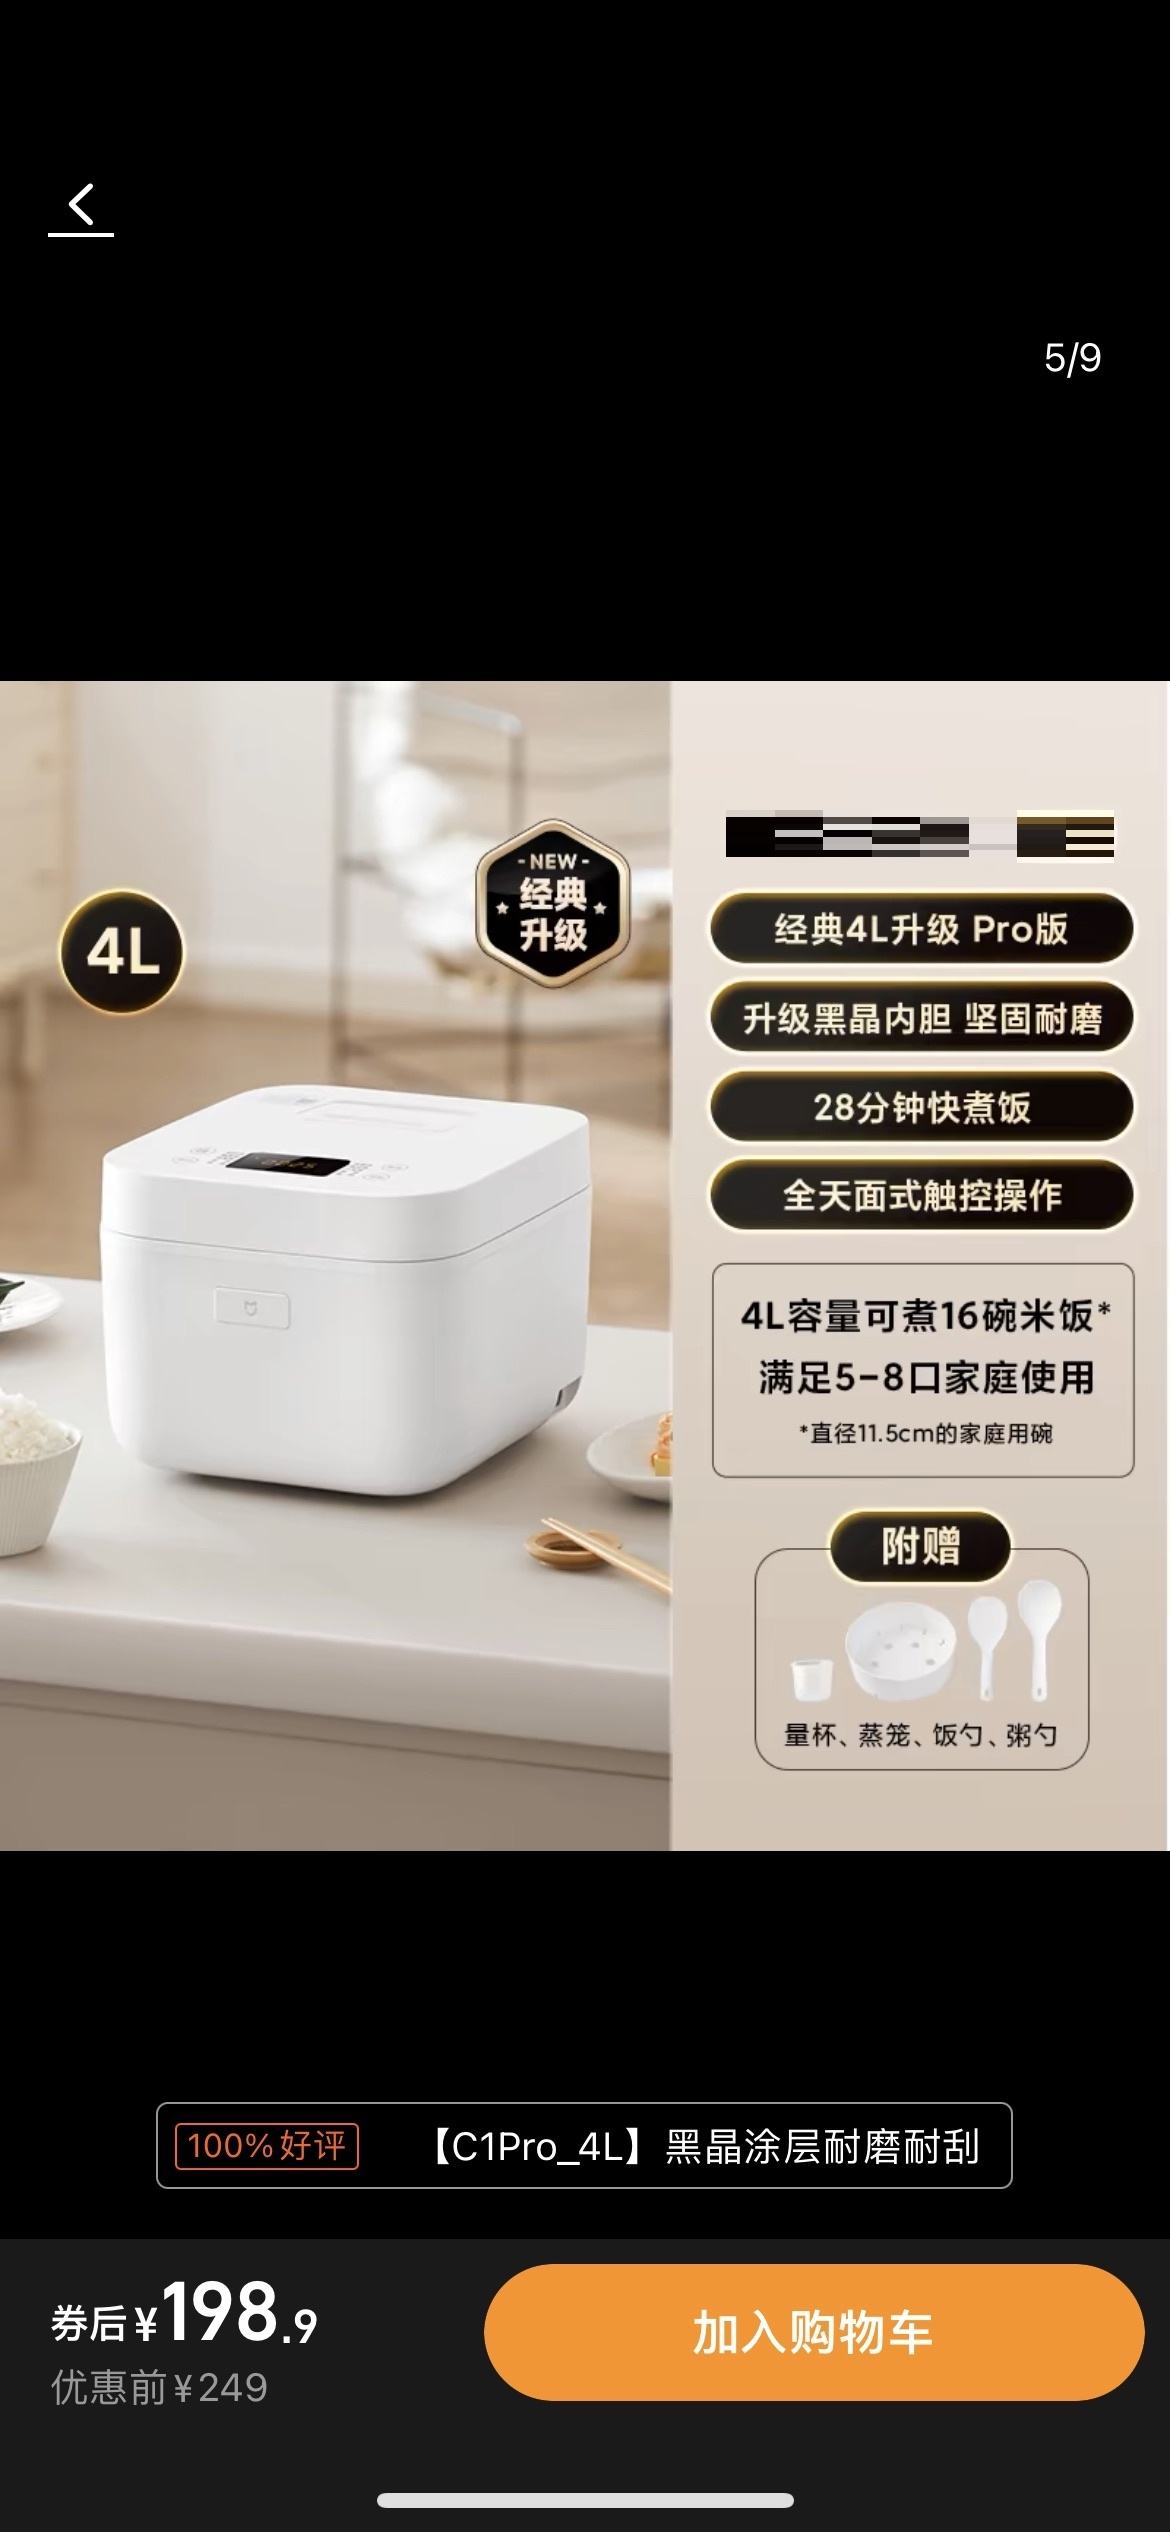 5/9
4L
- NEW -
经典
升级
经典4L升级 Pro版
升级黑晶内胆 坚固耐磨
28分钟快煮饭
全天面式触控操作
4L容量可煮16碗米饭*
满足5-8口家庭使用
*直径11.5cm的家庭用碗
附赠
量杯、蒸笼、饭勺、粥勺
100%好评 【C1Pro_4L】黑晶涂层耐磨耐刮
券后¥198.9
优惠前¥249
加入购物车